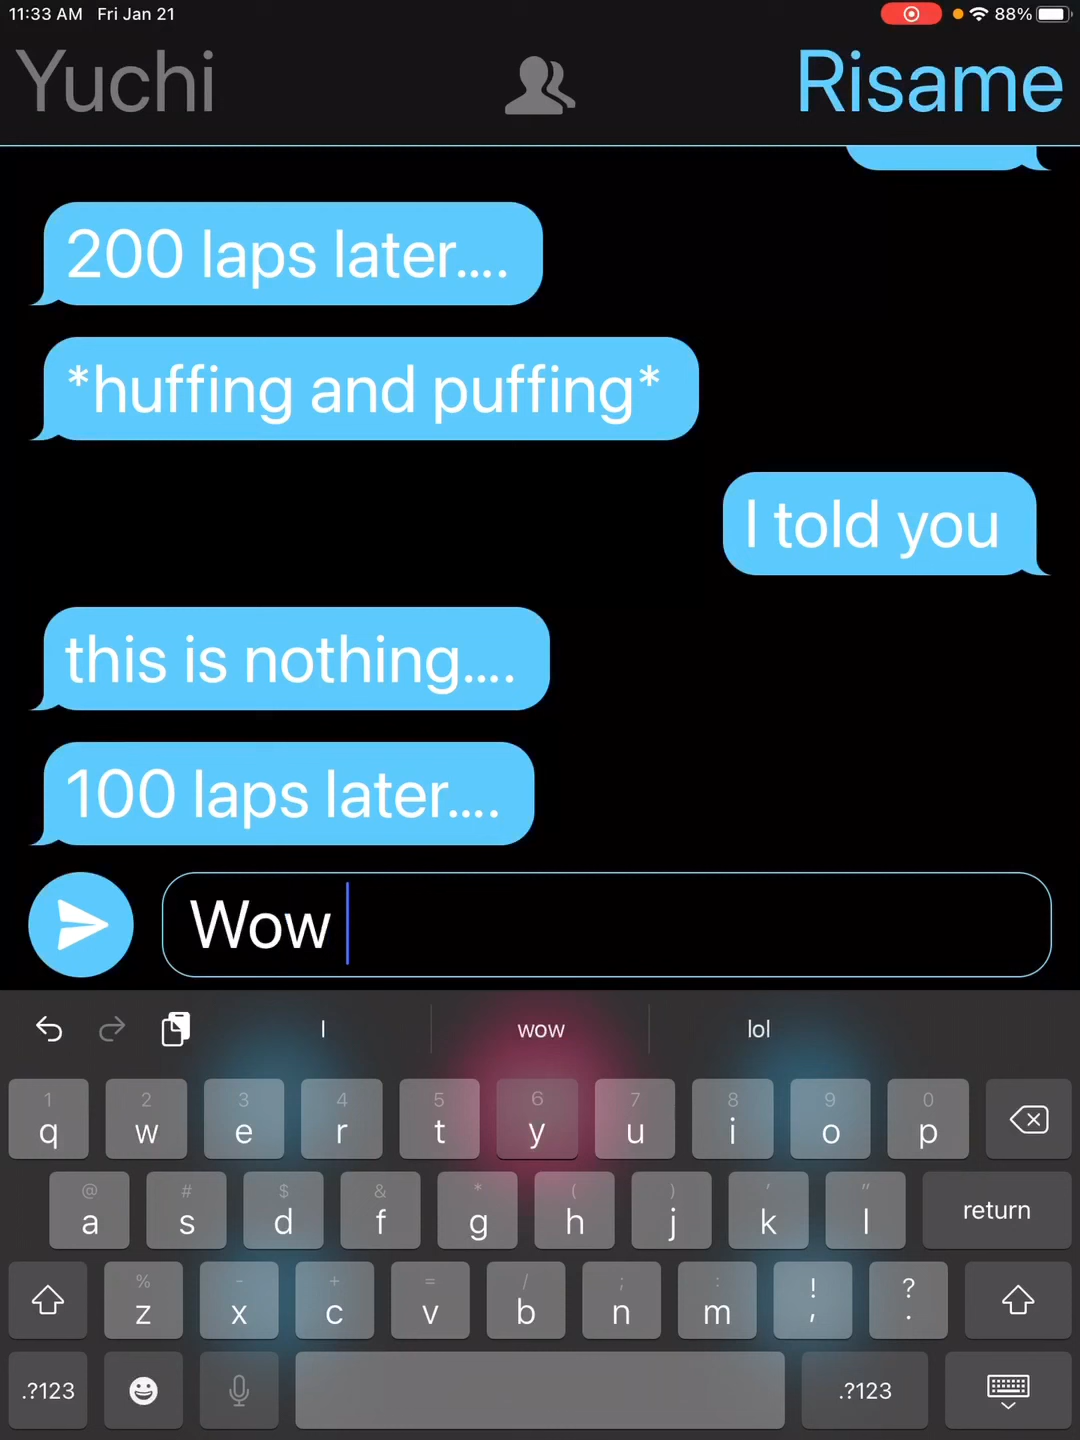 11:33 AM Fri Jan 21 88%
Yuchi Risame
200 laps later....
*huffing and puffing*
I told you
this is nothing....
100 laps later....
Wow
I wow lol
1 2 3 4 5 6 7 8 9 0
q w e r t y u i o p
@ # $ & * ( ) ' "
a s d f g h j k l return
% - + = / ; : ! ?
z x c v b n m , .
.?123 .?123